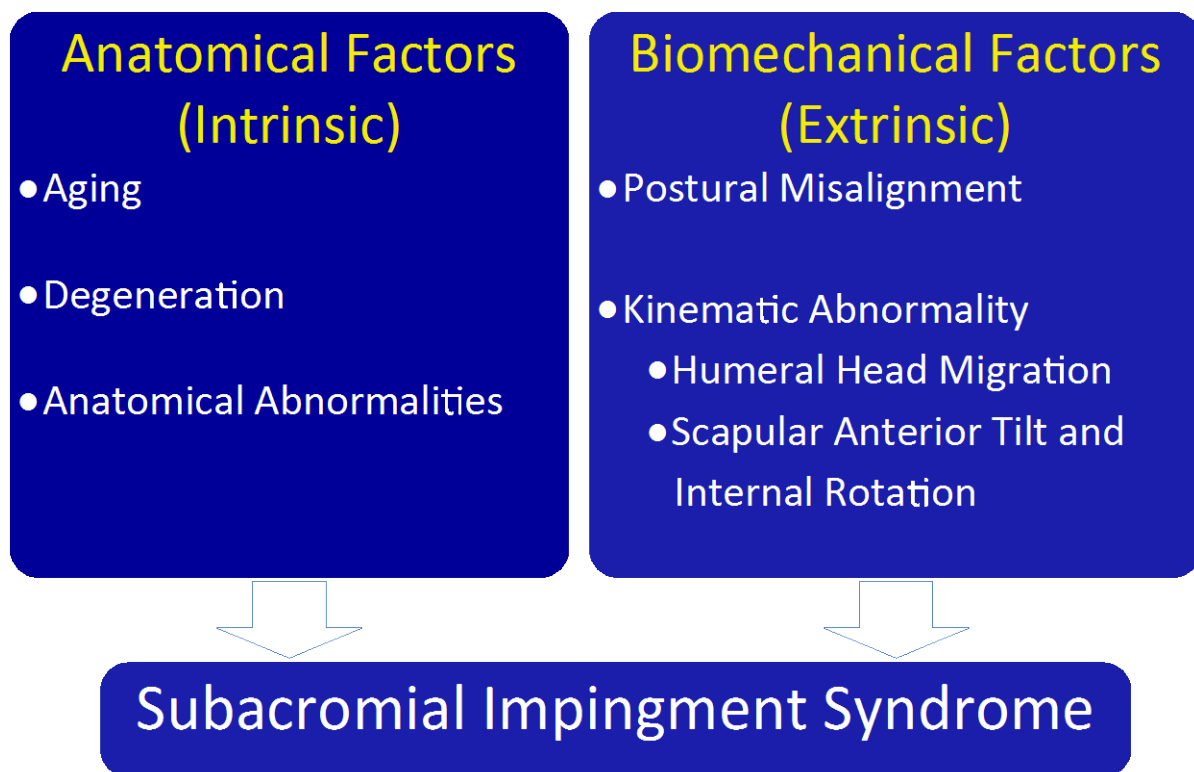 Anatomical Factors
(Intrinsic)
●Aging
●Degeneration
●Anatomical Abnormalities
Biomechanical Factors
(Extrinsic)
●Postural Misalignment
●Kinematic Abnormality
●Humeral Head Migration
●Scapular Anterior Tilt and
Internal Rotation
Subacromial Impingment Syndrome